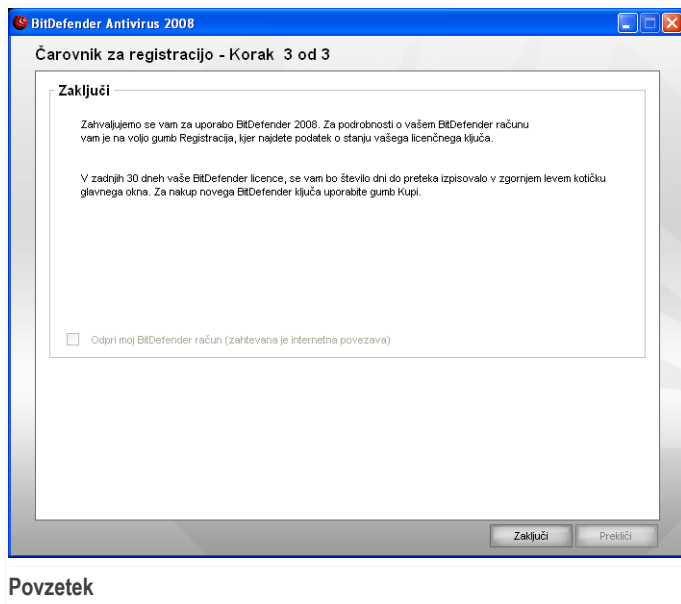 BitDefender Antivirus 2008
Čarovnik za registracijo - Korak 3 od 3
Zaključi
Zahvaljujemo se vam za uporabo BitDefender 2008. Za podrobnosti o vašem BitDefender računu
vam je na voljo gumb Registracija, kjer najdete podatek o stanju vašega licenčnega ključa.
V zadnjih 30 dneh vaše BitDefender licence, se vam bo število dni do preteka izpisovalo v zgornjem levem kotičku
glavnega okna. Za nakup novega BitDefender ključa uporabite gumb Kupi.
Odpri moj BitDefender račun (zahtevana je internetna povezava)
Zaključi
Prekliči
Povzetek